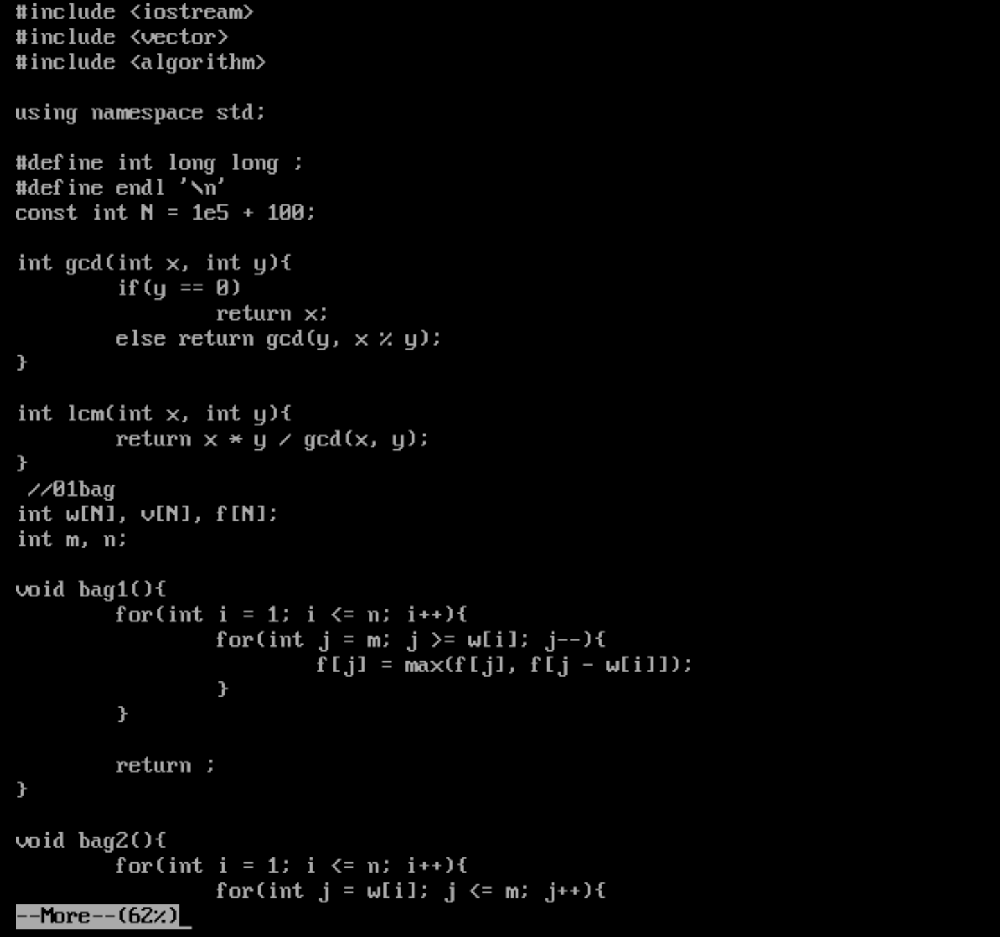 #include <iostream>
#include <vector>
#include <algorithm>

using namespace std;

#define int long long ;
#define endl '\n'
const int N = 1e5 + 100;

int gcd(int x, int y){
        if(y == 0)
                return x;
        else return gcd(y, x % y);
}

int lcm(int x, int y){
        return x * y / gcd(x, y);
}
 //01bag
int w[N], v[N], f[N];
int m, n;

void bag1(){
        for(int i = 1; i <= n; i++){
                for(int j = m; j >= w[i]; j--){
                        f[j] = max(f[j], f[j - w[i]]);
                }
        }

        return ;
}

void bag2(){
        for(int i = 1; i <= n; i++){
                for(int j = w[i]; j <= m; j++){
--More--(62%)